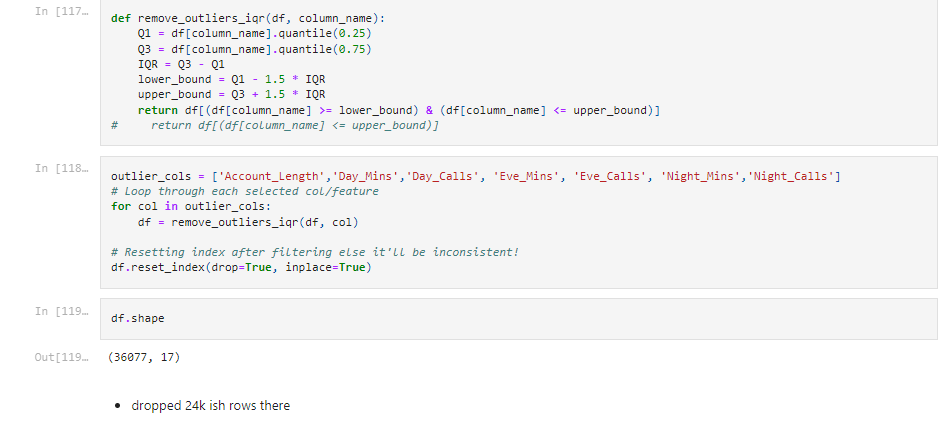 In [117…
def remove_outliers_iqr(df, column_name):
    Q1 = df[column_name].quantile(0.25)
    Q3 = df[column_name].quantile(0.75)
    IQR = Q3 - Q1
    lower_bound = Q1 - 1.5 * IQR
    upper_bound = Q3 + 1.5 * IQR
    return df[(df[column_name] >= lower_bound) & (df[column_name] <= upper_bound)]
#     return df[(df[column_name] <= upper_bound)]
In [118…
outlier_cols = ['Account_Length','Day_Mins','Day_Calls', 'Eve_Mins', 'Eve_Calls', 'Night_Mins','Night_Calls']
# Loop through each selected col/feature
for col in outlier_cols:
    df = remove_outliers_iqr(df, col)
# Resetting index after filtering else it'll be inconsistent!
df.reset_index(drop=True, inplace=True)
In [119…
df.shape
Out[119…
(36077, 17)
• dropped 24k ish rows there